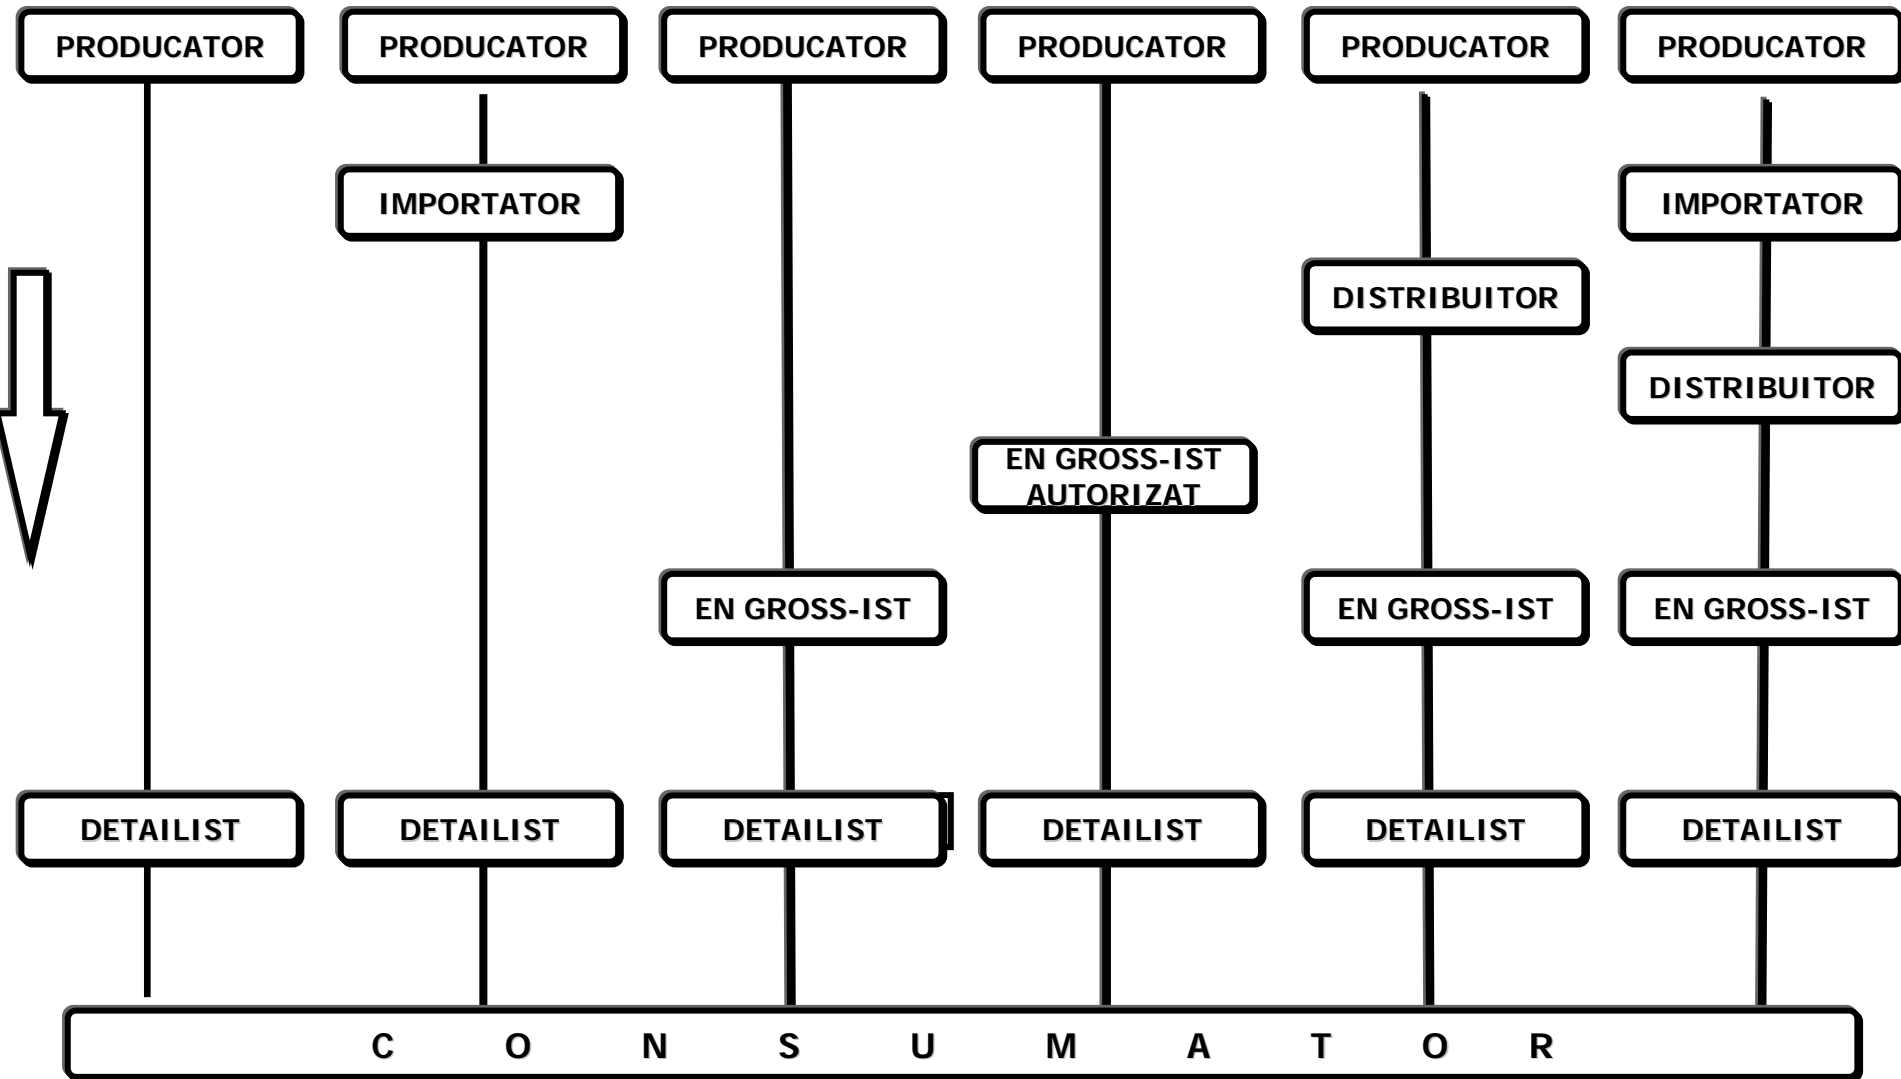 PRODUCATOR PRODUCATOR PRODUCATOR PRODUCATOR PRODUCATOR PRODUCATOR
IMPORTATOR IMPORTATOR
DISTRIBUITOR
DISTRIBUITOR
EN GROSS-IST
AUTORIZAT
EN GROSS-IST EN GROSS-IST EN GROSS-IST
DETAILIST DETAILIST DETAILIST DETAILIST DETAILIST DETAILIST
C O N S U M A T O R